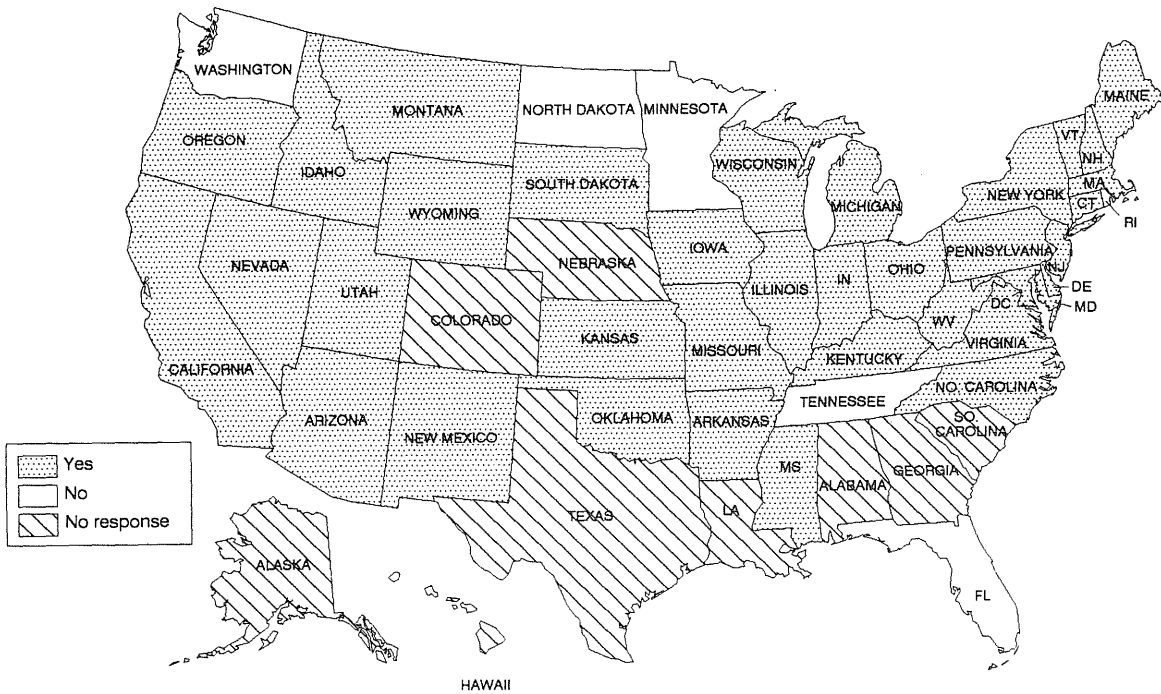 WASHINGTON
MONTANA
NORTH DAKOTA
MINNESOTA
MAINE
OREGON
IDAHO
WISCONSIN
VT
NH
SOUTH DAKOTA
WYOMING
MICHIGAN
NEW YORK
MA
CT
RI
IOWA
PENNSYLVANIA
NEVADA
NEBRASKA
OHIO
NJ
UTAH
ILLINOIS
IN
DE
DC
MD
COLORADO
WV
KANSAS
MISSOURI
VIRGINIA
KENTUCKY
CALIFORNIA
NO. CAROLINA
TENNESSEE
ARIZONA
OKLAHOMA
ARKANSAS
SO.
CAROLINA
NEW MEXICO
MS
GEORGIA
ALABAMA
TEXAS
LA
Yes
No
No response
ALASKA
FL
HAWAII